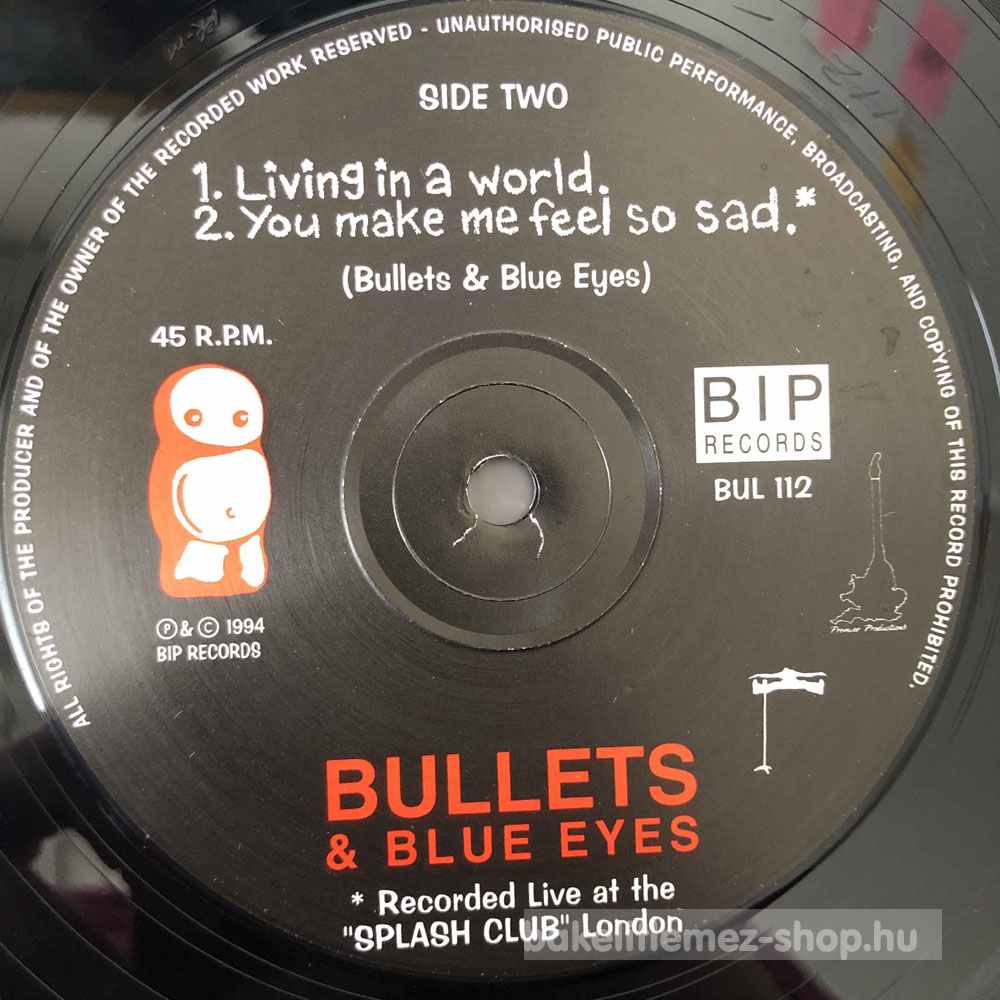 ALL RIGHTS OF THE PRODUCER AND OF THE OWNER OF THE RECORDED WORK RESERVED - UNAUTHORISED PUBLIC PERFORMANCE, BROADCASTING, AND COPYING OF THIS RECORD PROHIBITED.
SIDE TWO
1. Living in a world.
2. You make me feel so sad.*
(Bullets & Blue Eyes)
45 R.P.M.
BIP
RECORDS
BUL 112
Ⓟ & © 1994
BIP RECORDS
Productions
BULLETS
& BLUE EYES
* Recorded Live at the
"SPLASH CLUB" London
bakelitlemez-shop.hu